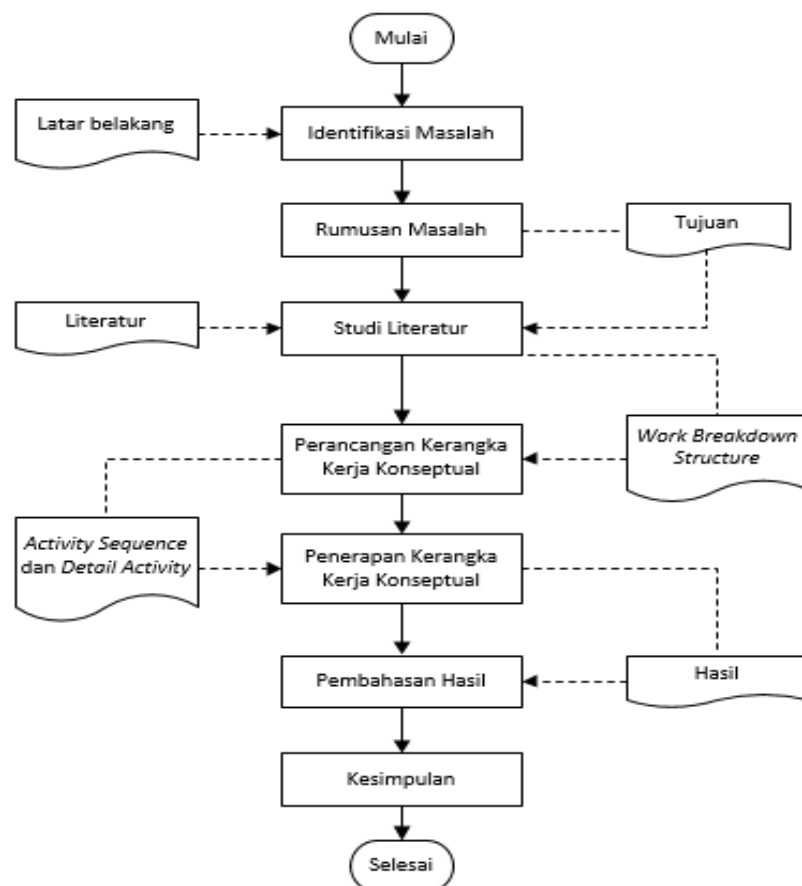 Mulai
Latar belakang
Identifikasi Masalah
Rumusan Masalah
Tujuan
Literatur
Studi Literatur
Perancangan Kerangka
Kerja Konseptual
Work Breakdown
Structure
Activity Sequence
dan Detail Activity
Penerapan Kerangka
Kerja Konseptual
Pembahasan Hasil
Hasil
Kesimpulan
Selesai